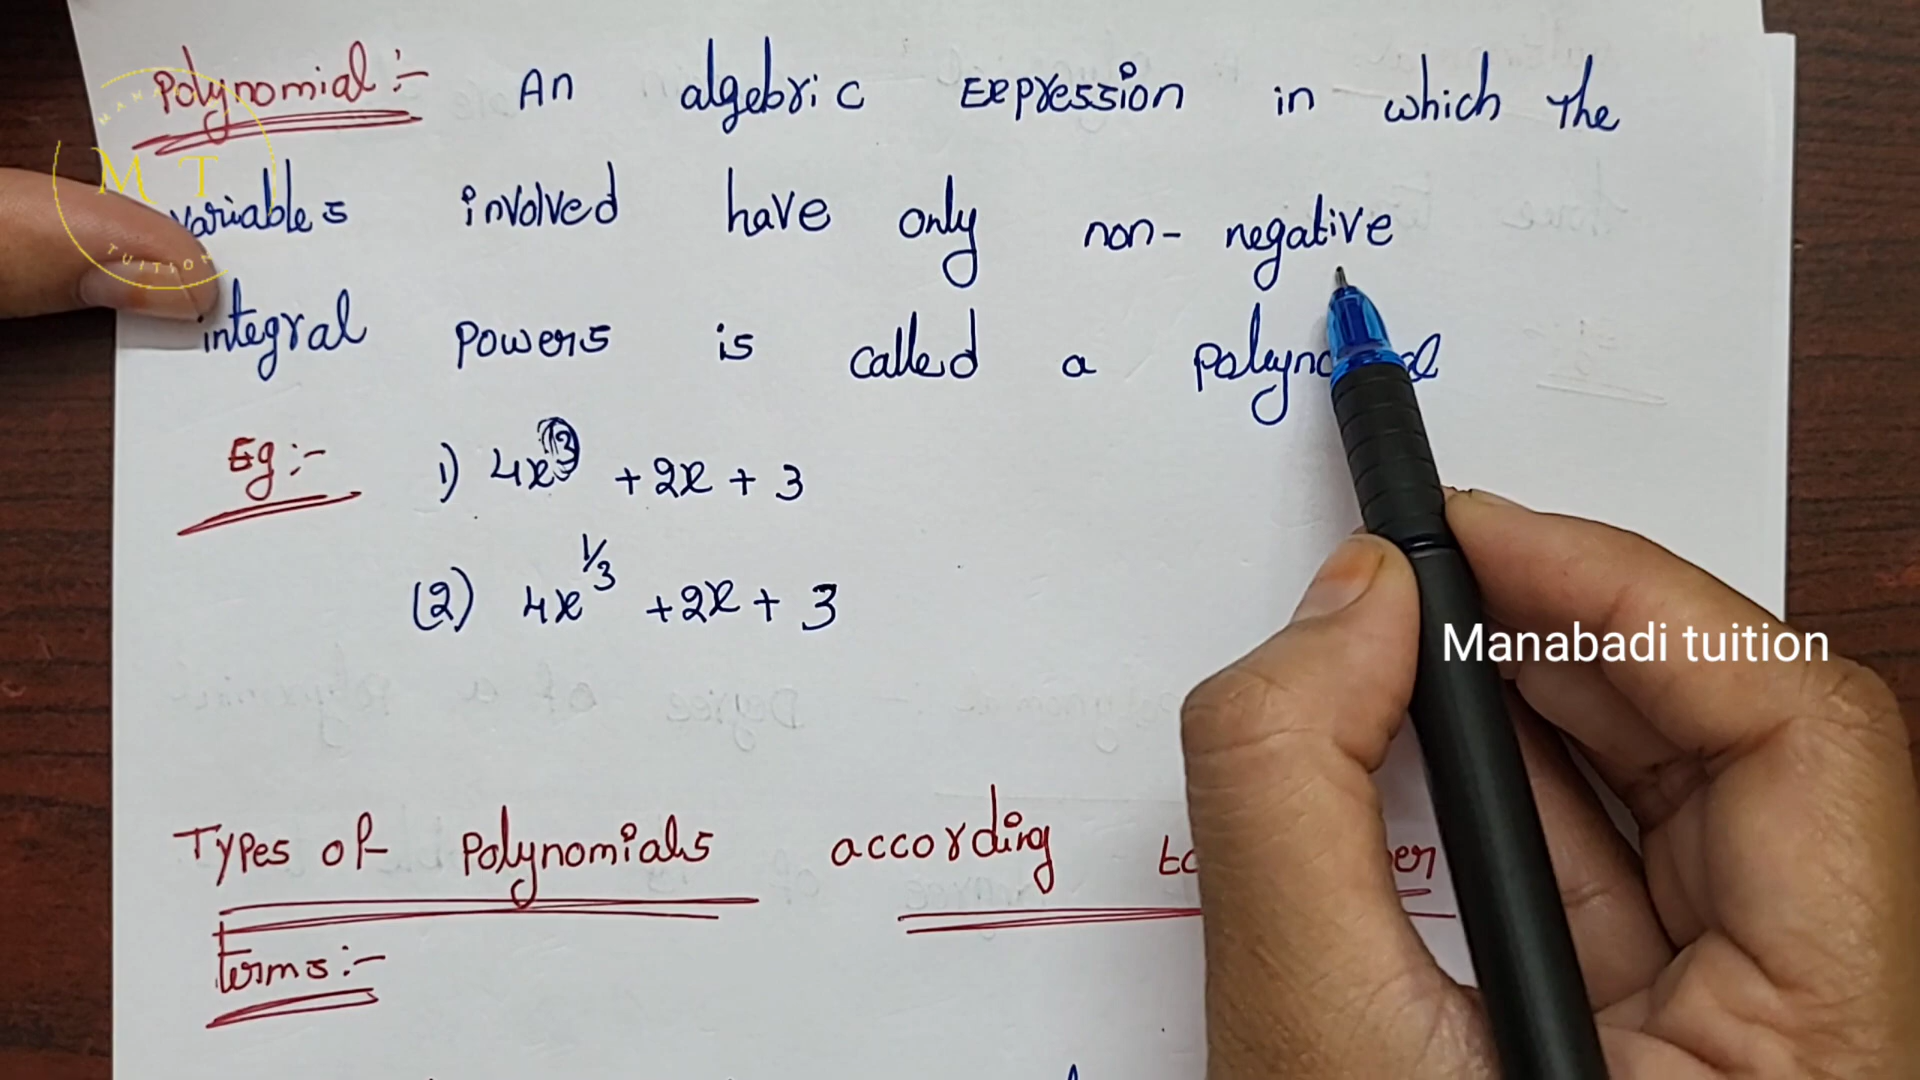 Polynomial :- An algebric Expression in which the
variables involved have only non-negative
integral powers is called a
Eg :- 1) 4x³ + 2x + 3
(2) 4x^1/3 + 2x + 3
Types of Polynomials according
terms :-
M T
TUITION
Manabadi tuition